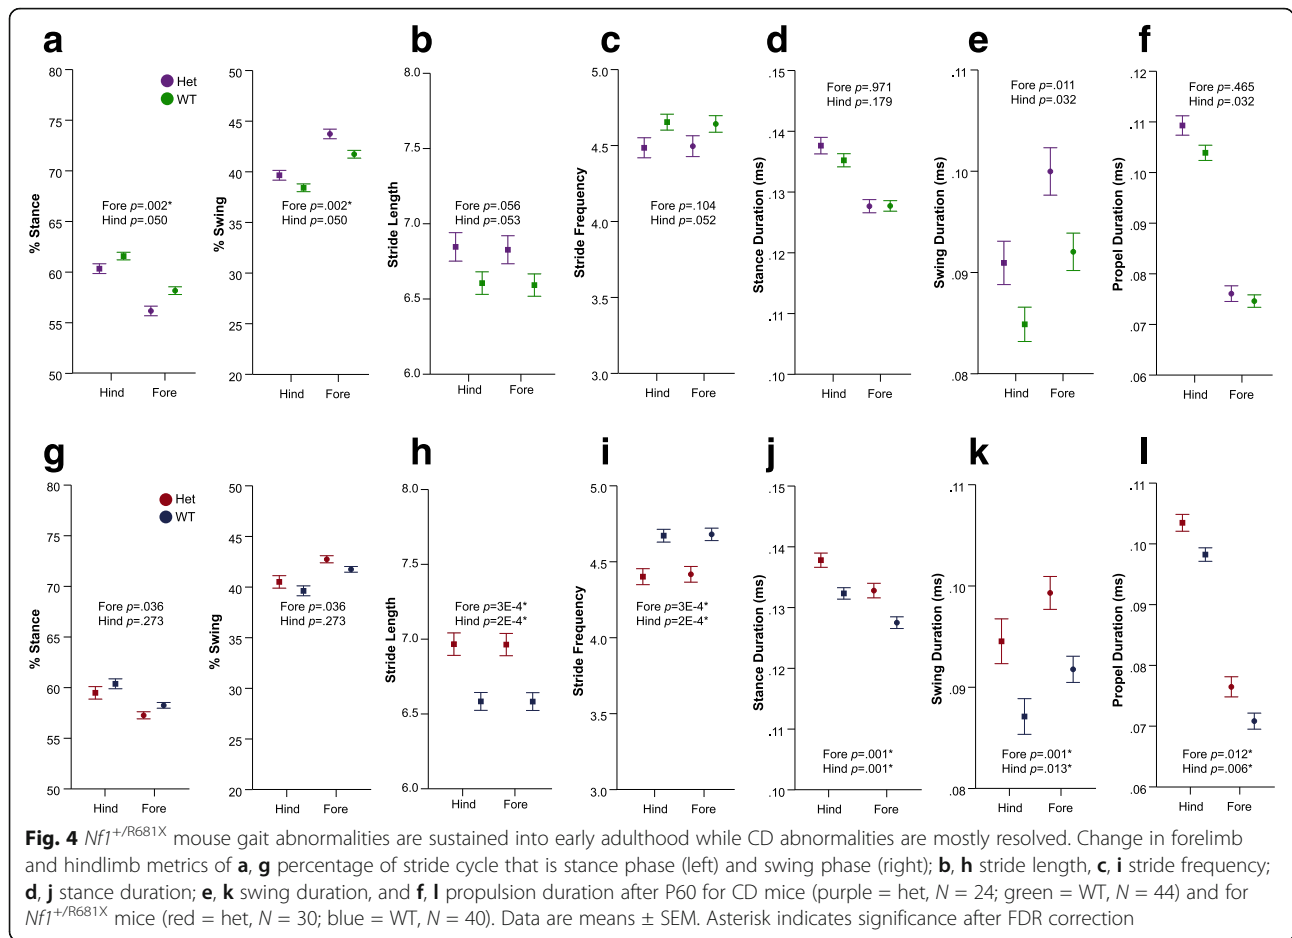 a
b
c
d
e
f
Het
WT
% Stance
80
75
70
65
60
55
50
Fore p=.002*
Hind p=.050
Hind
Fore
% Swing
50
45
40
35
30
25
20
Fore p=.002*
Hind p=.050
Hind
Fore
Stride Length
8.0
7.5
7.0
6.5
6.0
Fore p=.056
Hind p=.053
Hind
Fore
Stride Frequency
5.0
4.5
4.0
3.5
3.0
Fore p=.104
Hind p=.052
Hind
Fore
Stance Duration (ms)
.15
.14
.13
.12
.11
.10
Fore p=.971
Hind p=.179
Hind
Fore
Swing Duration (ms)
.11
.10
.09
.08
Fore p=.011
Hind p=.032
Hind
Fore
Propel Duration (ms)
.12
.11
.10
.09
.08
.07
.06
Fore p=.465
Hind p=.032
Hind
Fore
g
h
i
j
k
l
Het
WT
% Stance
80
75
70
65
60
55
50
Fore p=.036
Hind p=.273
Hind
Fore
% Swing
50
45
40
35
30
25
20
Fore p=.036
Hind p=.273
Hind
Fore
Stride Length
8.0
7.5
7.0
6.5
6.0
Fore p=3E-4*
Hind p=2E-4*
Hind
Fore
Stride Frequency
5.0
4.5
4.0
3.5
3.0
Fore p=3E-4*
Hind p=2E-4*
Hind
Fore
Stance Duration (ms)
.15
.14
.13
.12
.11
.10
Fore p=.001*
Hind p=.001*
Hind
Fore
Swing Duration (ms)
.11
.10
.09
.08
Fore p=.001*
Hind p=.013*
Hind
Fore
Propel Duration (ms)
.11
.10
.09
.08
.07
.06
Fore p=.012*
Hind p=.006*
Hind
Fore
Fig. 4 Nf1+/R681X mouse gait abnormalities are sustained into early adulthood while CD abnormalities are mostly resolved. Change in forelimb
and hindlimb metrics of a, g percentage of stride cycle that is stance phase (left) and swing phase (right); b, h stride length, c, i stride frequency;
d, j stance duration; e, k swing duration, and f, l propulsion duration after P60 for CD mice (purple = het, N = 24; green = WT, N = 44) and for
Nf1+/R681X mice (red = het, N = 30; blue = WT, N = 40). Data are means ± SEM. Asterisk indicates significance after FDR correction